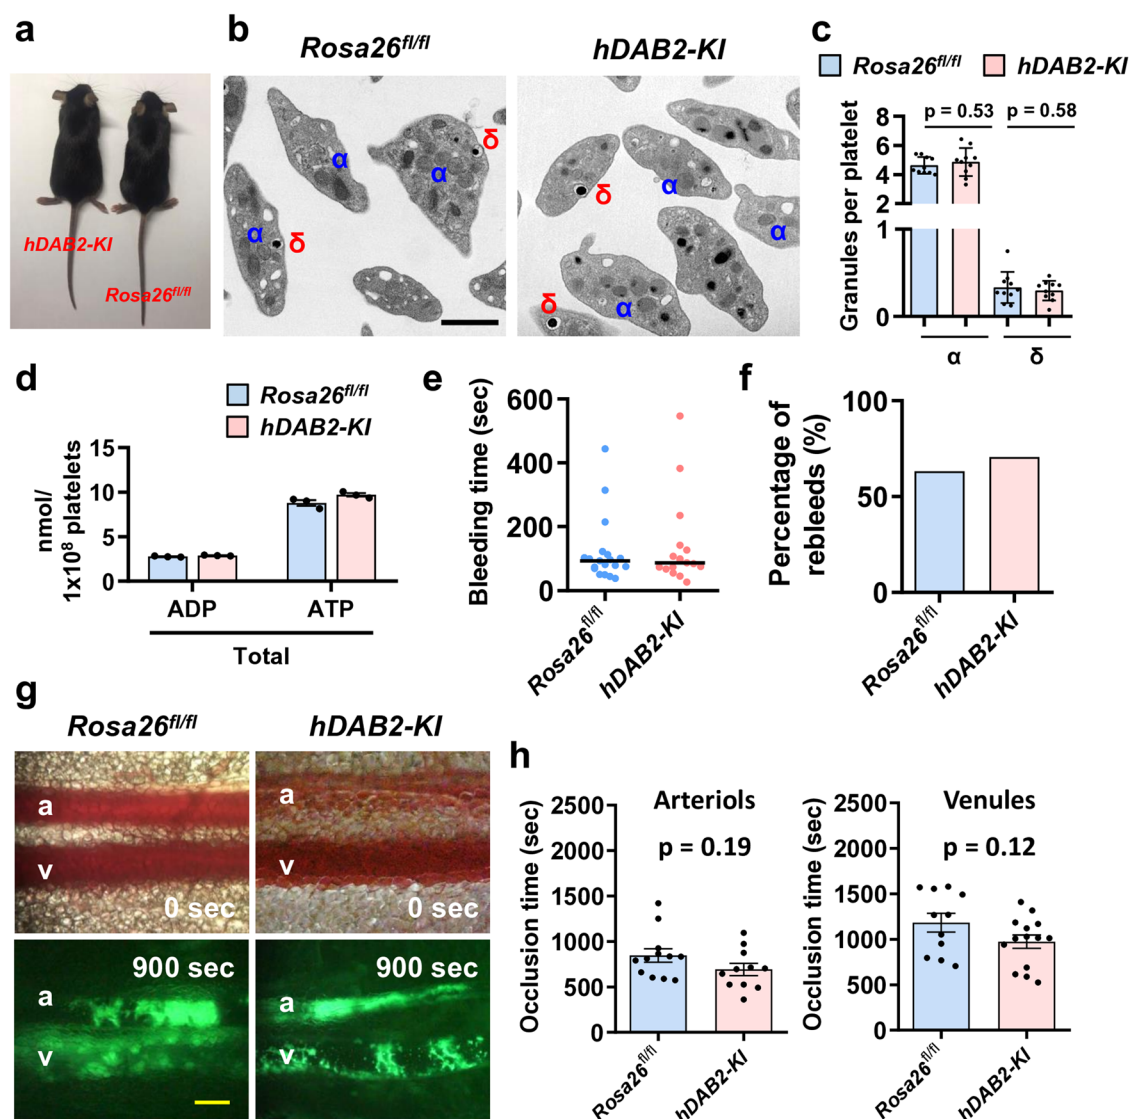 a
hDAB2-KI
Rosa26fl/fl
b
Rosa26fl/fl
hDAB2-KI
α
δ
α
α
δ
δ
α
α
α
δ
c
Rosa26fl/fl
hDAB2-KI
p = 0.53
p = 0.58
Granules per platelet
8
6
4
2
1
0
α
δ
d
Rosa26fl/fl
hDAB2-KI
nmol/
1x10⁸ platelets
15
10
5
0
ADP
ATP
Total
e
Bleeding time (sec)
600
400
200
0
Rosa26fl/fl
hDAB2-KI
f
Percentage of
rebleeds (%)
100
50
0
Rosa26fl/fl
hDAB2-KI
g
Rosa26fl/fl
hDAB2-KI
a
v
0 sec
a
v
0 sec
900 sec
a
v
900 sec
a
v
h
Occlusion time (sec)
2500
2000
1500
1000
500
0
Arteriols
p = 0.19
Rosa26fl/fl
hDAB2-KI
Occlusion time (sec)
2500
2000
1500
1000
500
0
Venules
p = 0.12
Rosa26fl/fl
hDAB2-KI